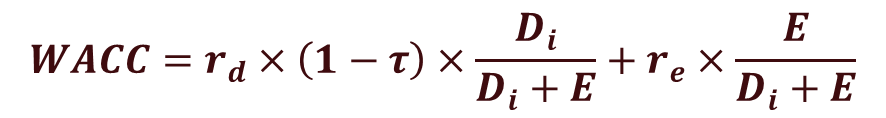 WACC = r_d × (1 − τ) × D_i / (D_i + E) + r_e × E / (D_i + E)